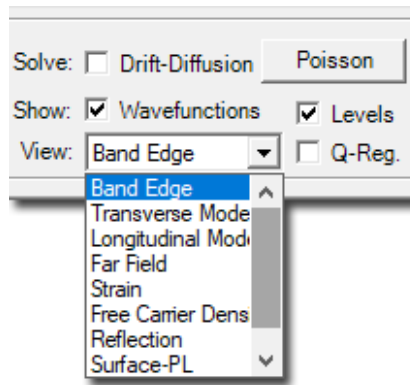 Solve: Drift-Diffusion Poisson
Show: Wavefunctions Levels
View: Band Edge Q-Reg.
Band Edge
Transverse Mode
Longitudinal Mod
Far Field
Strain
Free Carrier Dens
Reflection
Surface-PL